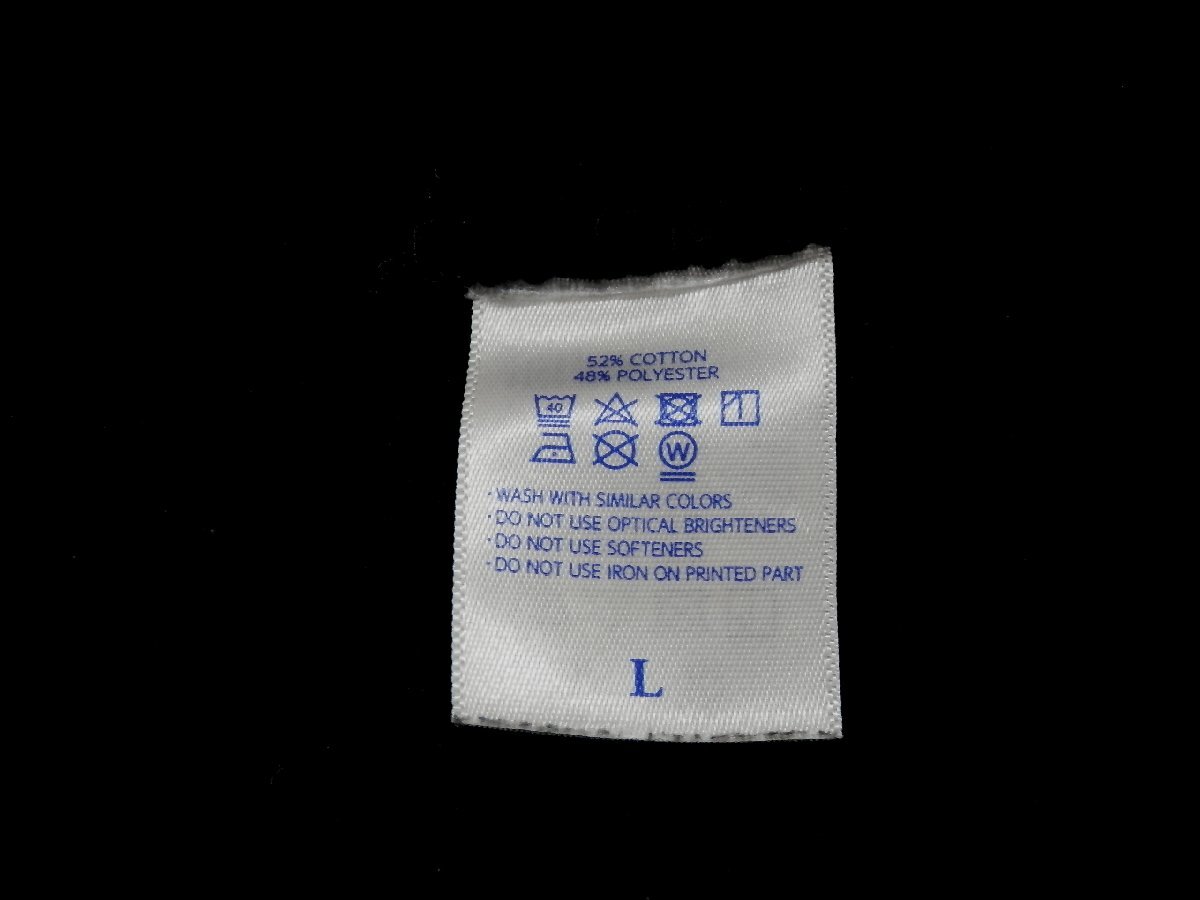 52% COTTON
48% POLYESTER
40
W
· WASH WITH SIMILAR COLORS
· DO NOT USE OPTICAL BRIGHTENERS
· DO NOT USE SOFTENERS
· DO NOT USE IRON ON PRINTED PART
L